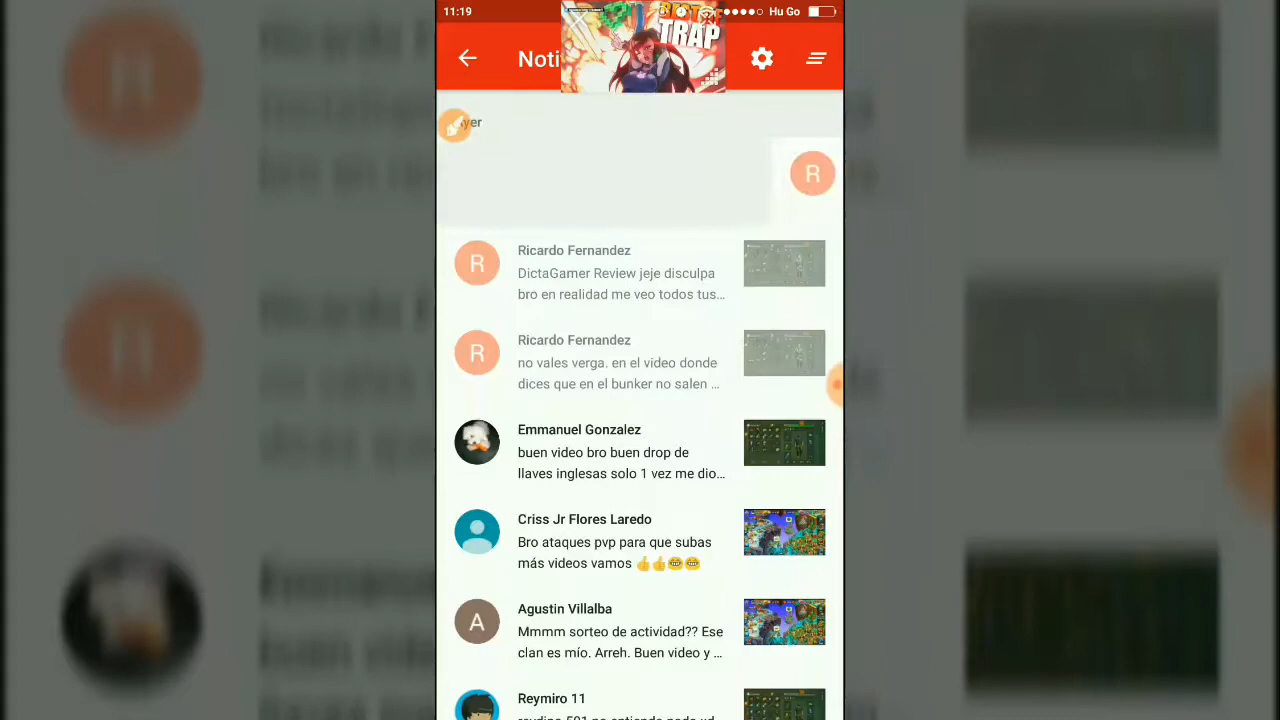 11:19
Hu Go
BEST OF
TRAP
Noti
yer
R
Ricardo Fernandez
R
DictaGamer Review jeje disculpa
bro en realidad me veo todos tus...
Ricardo Fernandez
R
no vales verga. en el video donde
dices que en el bunker no salen ...
Emmanuel Gonzalez
buen video bro buen drop de
llaves inglesas solo 1 vez me dio...
Criss Jr Flores Laredo
Bro ataques pvp para que subas
más videos vamos 👍👍😁😁
Agustin Villalba
A
Mmmm sorteo de actividad?? Ese
clan es mío. Arreh. Buen video y ...
Reymiro 11